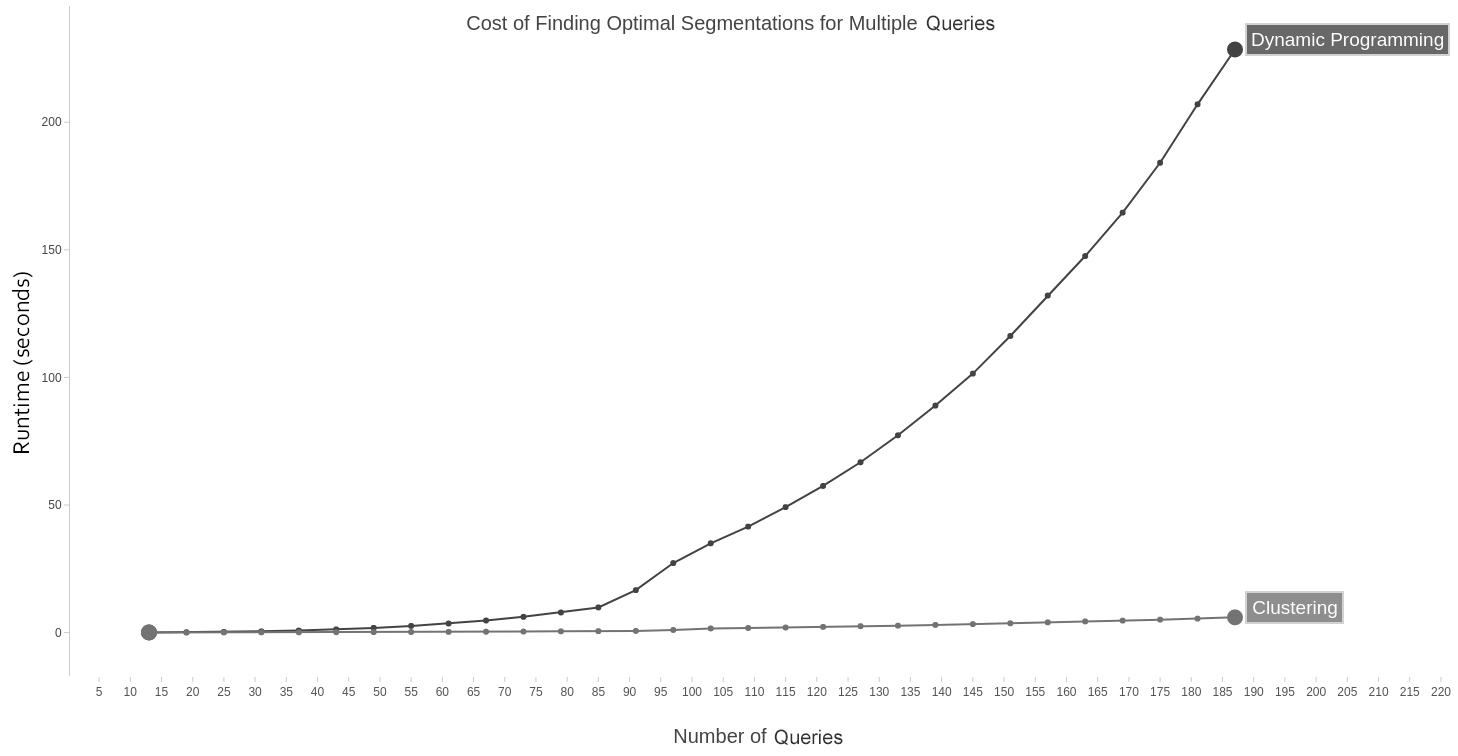 Cost of Finding Optimal Segmentations for Multiple Queries
Dynamic Programming
200
150
100
50
0
Runtime (seconds)
Clustering
5 10 15 20 25 30 35 40 45 50 55 60 65 70 75 80 85 90 95 100 105 110 115 120 125 130 135 140 145 150 155 160 165 170 175 180 185 190 195 200 205 210 215 220
Number of Queries